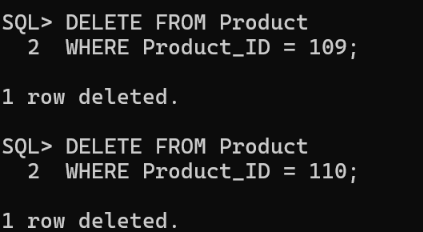 SQL> DELETE FROM Product
  2  WHERE Product_ID = 109;
1 row deleted.
SQL> DELETE FROM Product
  2  WHERE Product_ID = 110;
1 row deleted.